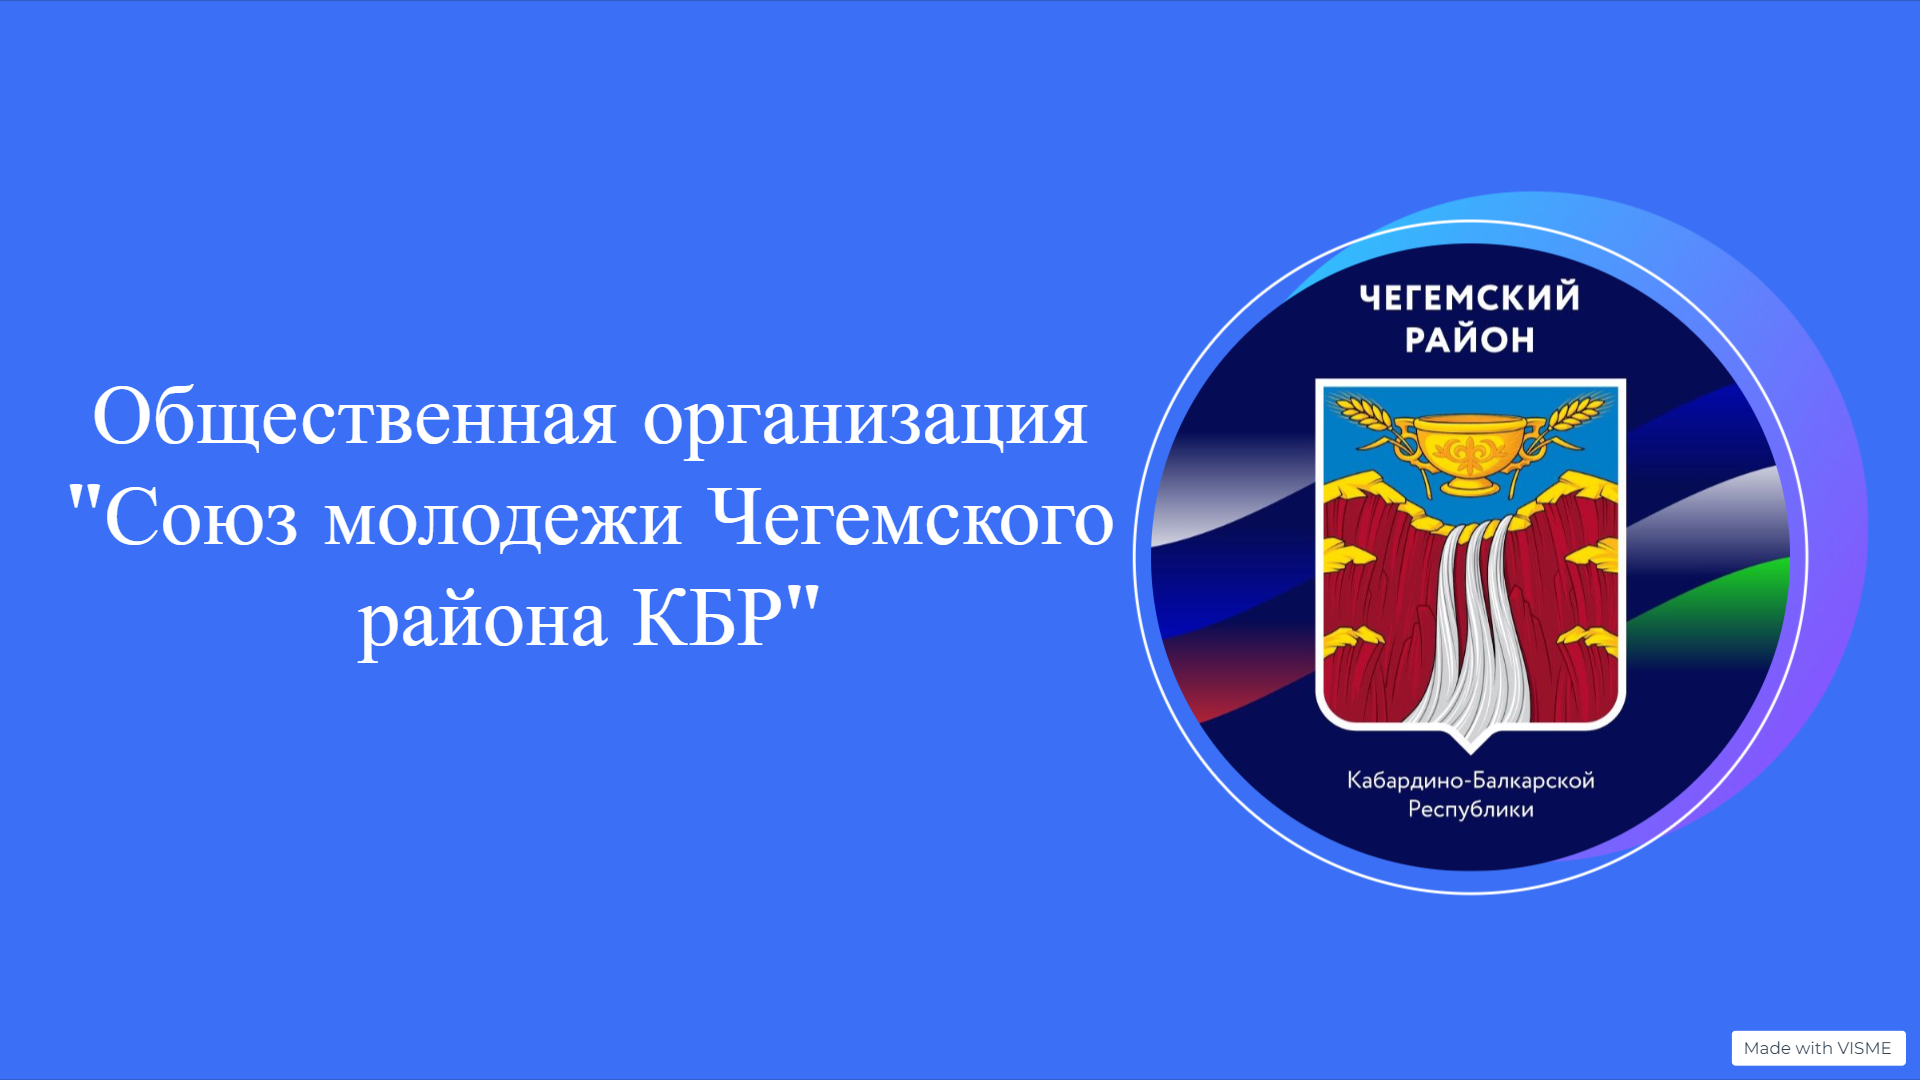 Общественная организация
"Союз молодежи Чегемского
района КБР"
ЧЕГЕМСКИЙ
РАЙОН
Кабардино-Балкарской
Республики
Made with VISME